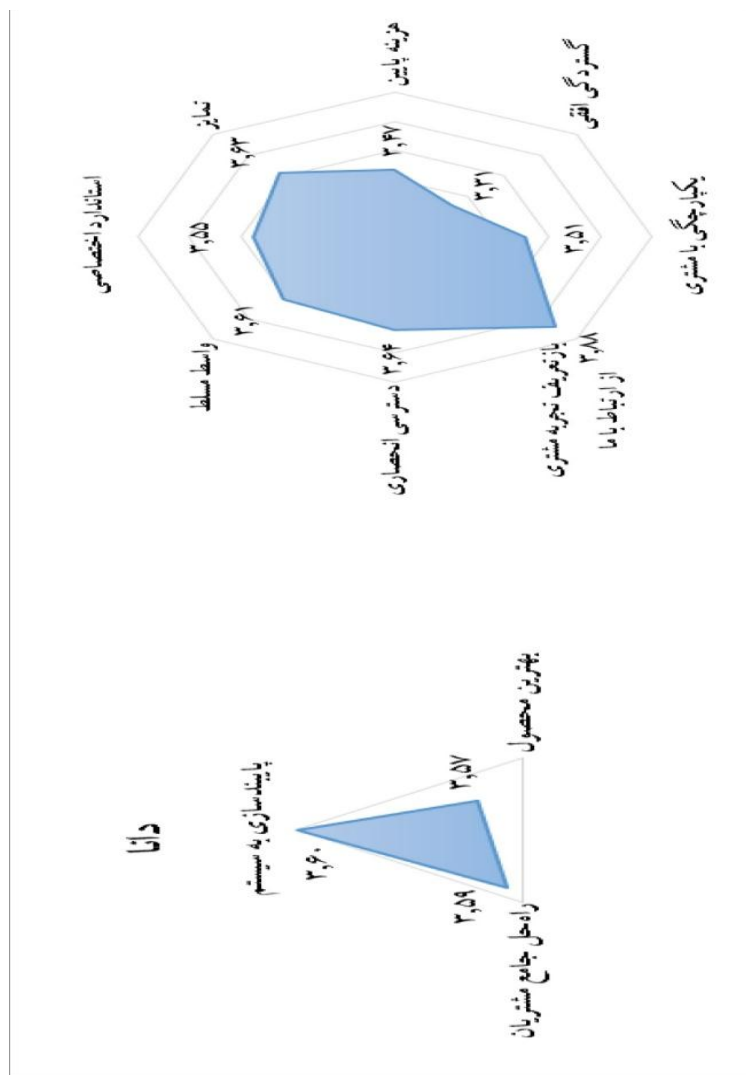 دانا
پایبندسازی به سیستم
۳,۶۰
بهترین محصول
۳,۵۷
راه‌حل جامع مشتریان
۳,۵۹
هزینه پایین
۳,۴۷
گستردگی افقی
۳,۳۱
یکپارچگی با مشتری
۳,۵۱
بازتعریف تجربه مشتری
از ارتباط با ما
۳,۸۸
دسترسی انحصاری
۳,۶۴
واسط مسلط
۳,۶۱
استاندارد اختصاصی
۳,۵۵
تمایز
۳,۶۳